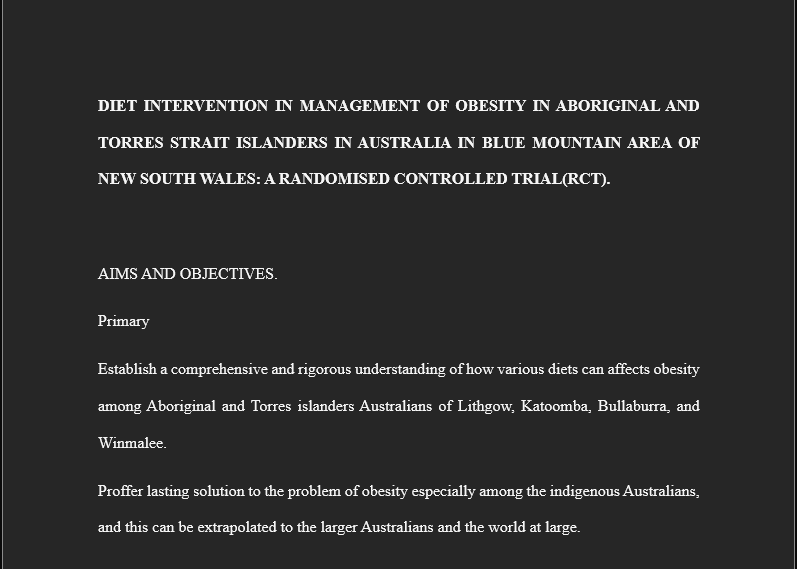 DIET INTERVENTION IN MANAGEMENT OF OBESITY IN ABORIGINAL AND
TORRES STRAIT ISLANDERS IN AUSTRALIA IN BLUE MOUNTAIN AREA OF
NEW SOUTH WALES: A RANDOMISED CONTROLLED TRIAL(RCT).
AIMS AND OBJECTIVES.
Primary
Establish a comprehensive and rigorous understanding of how various diets can affects obesity
among Aboriginal and Torres islanders Australians of Lithgow, Katoomba, Bullaburra, and
Winmalee.
Proffer lasting solution to the problem of obesity especially among the indigenous Australians,
and this can be extrapolated to the larger Australians and the world at large.